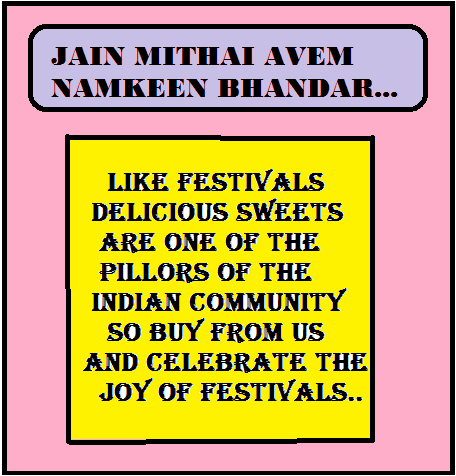 JAIN MITHAI AVEM
NAMKEEN BHANDAR...
LIKE FESTIVALS
DELICIOUS SWEETS
ARE ONE OF THE
PILLORS OF THE
INDIAN COMMUNITY
SO BUY FROM US
AND CELEBRATE THE
JOY OF FESTIVALS..